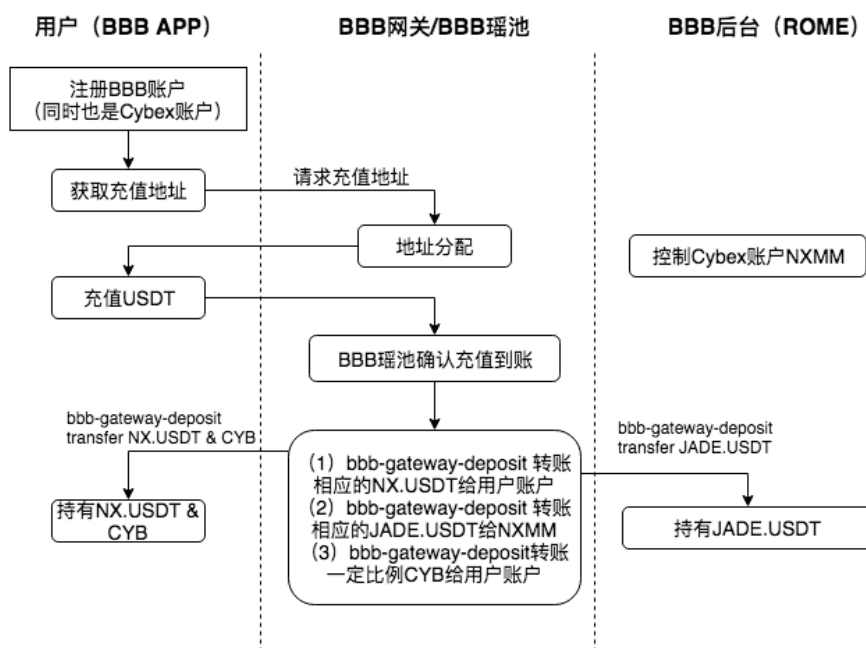 用户（BBB APP）
BBB网关/BBB瑶池
BBB后台（ROME）
注册BBB账户
（同时也是Cybex账户）
获取充值地址
请求充值地址
地址分配
控制Cybex账户NXMM
充值USDT
BBB瑶池确认充值到账
bbb-gateway-deposit
transfer NX.USDT & CYB
bbb-gateway-deposit
transfer JADE.USDT
（1）bbb-gateway-deposit 转账
相应的NX.USDT给用户账户
（2）bbb-gateway-deposit 转账
相应的JADE.USDT给NXMM
（3）bbb-gateway-deposit转账
一定比例CYB给用户账户
持有NX.USDT &
CYB
持有JADE.USDT